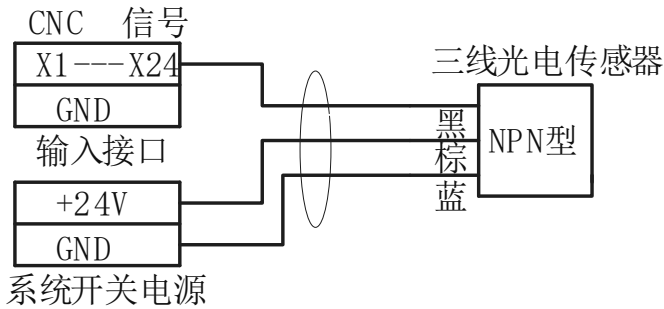 CNC 信号
X1---X24
GND
输入接口
+24V
GND
系统开关电源
三线光电传感器
黑
棕
蓝
NPN型